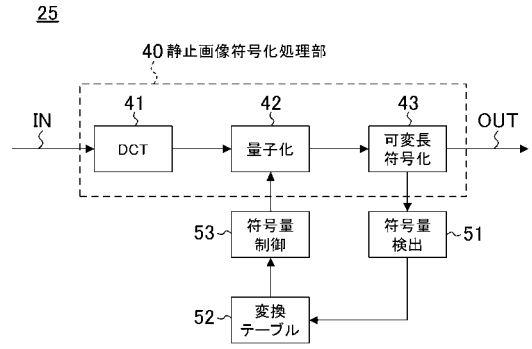 25
40 静止画像符号化処理部
41
42
43
IN
OUT
DCT
量子化
可変長
符号化
53
符号量
制御
符号量
検出
51
52
変換
テーブル